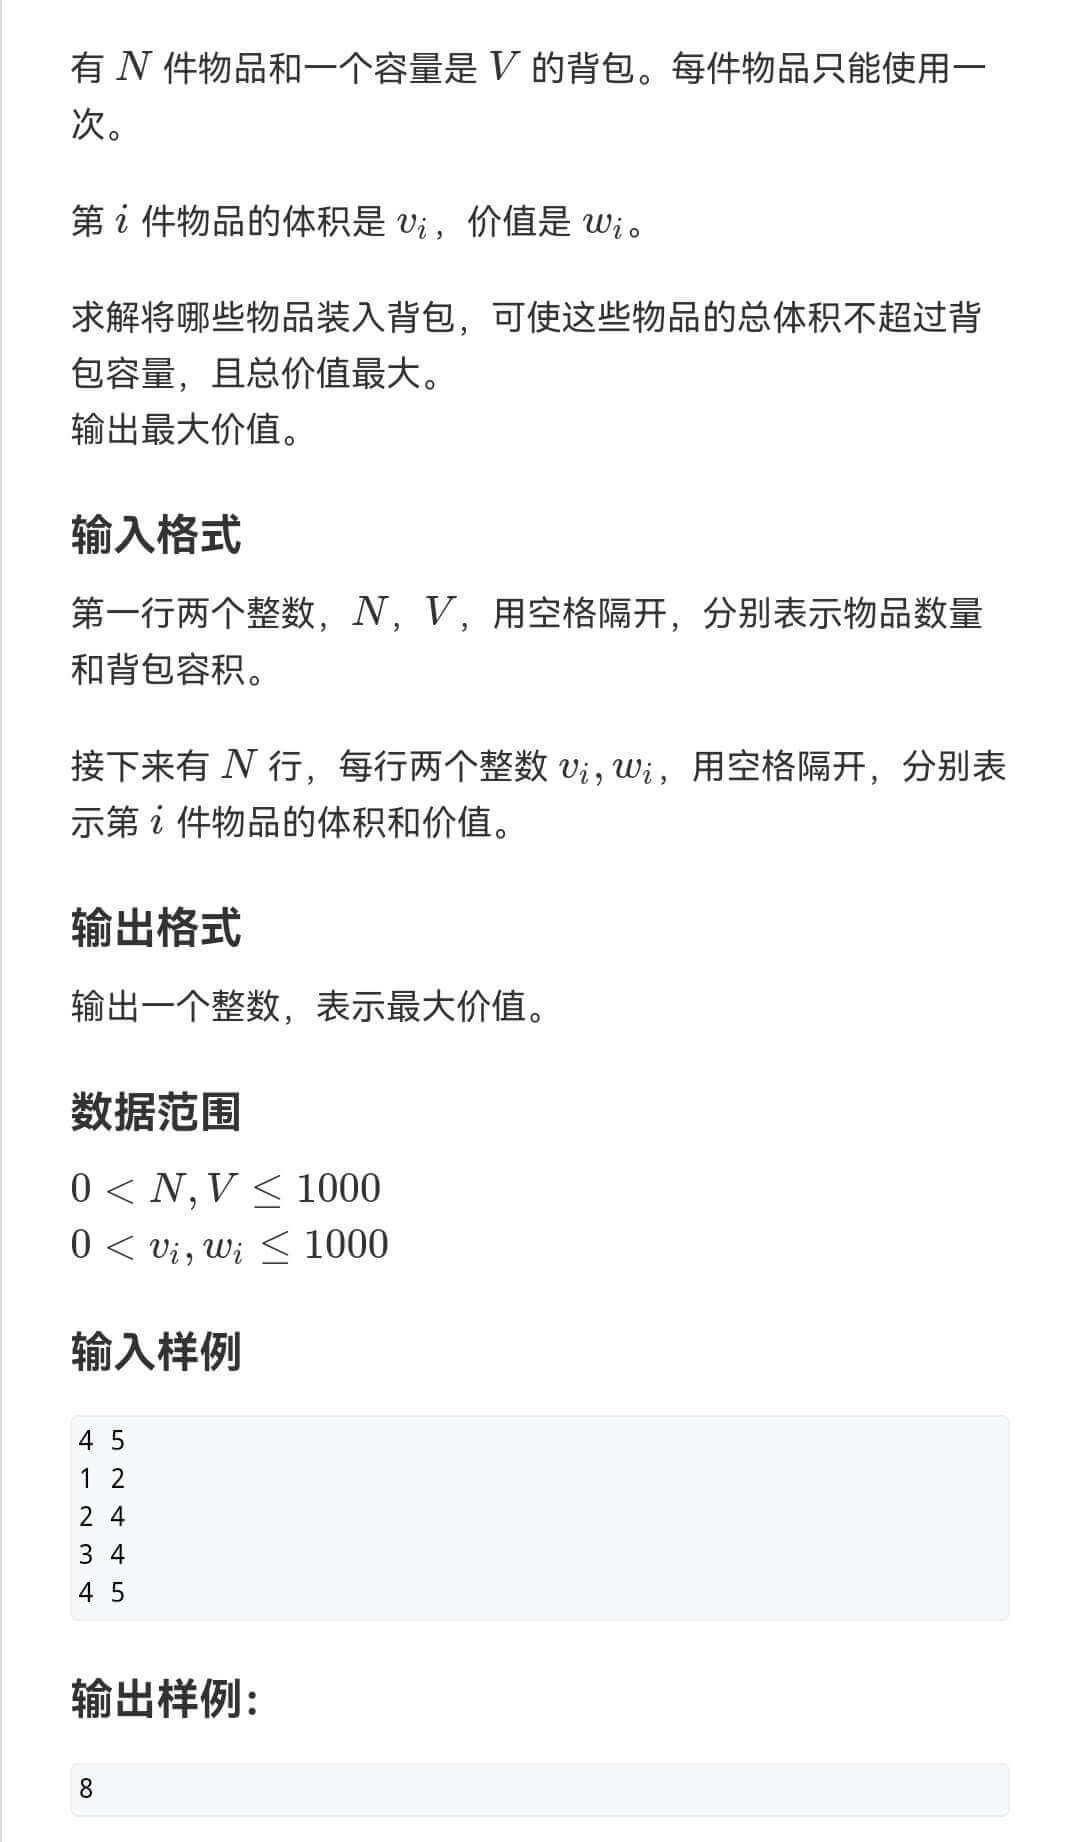 有 N 件物品和一个容量是 V 的背包。每件物品只能使用一
次。
第 i 件物品的体积是 vᵢ，价值是 wᵢ。
求解将哪些物品装入背包，可使这些物品的总体积不超过背
包容量，且总价值最大。
输出最大价值。
输入格式
第一行两个整数，N，V，用空格隔开，分别表示物品数量
和背包容积。
接下来有 N 行，每行两个整数 vᵢ, wᵢ，用空格隔开，分别表
示第 i 件物品的体积和价值。
输出格式
输出一个整数，表示最大价值。
数据范围
0 < N, V ≤ 1000
0 < vᵢ, wᵢ ≤ 1000
输入样例
4 5
1 2
2 4
3 4
4 5
输出样例：
8